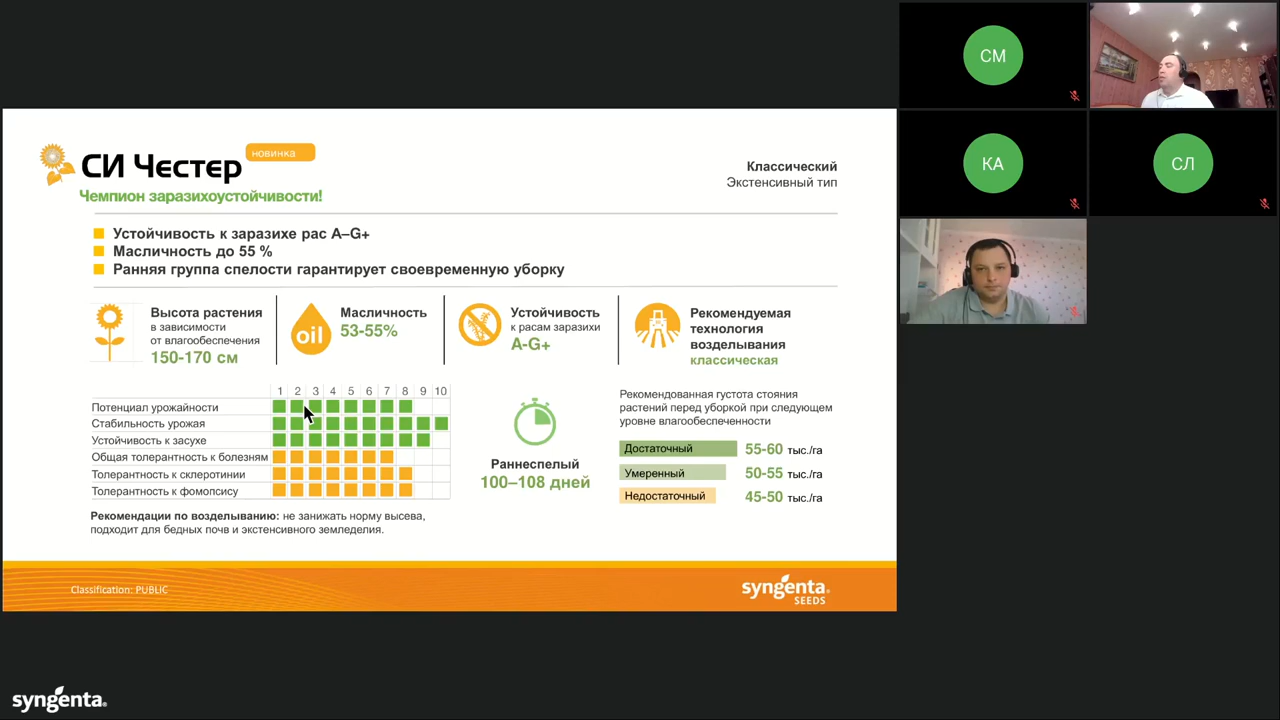 СИ Честер
новинка
Чемпион заразихоустойчивости!
Классический
Экстенсивный тип
Устойчивость к заразихе рас А–G+
Масличность до 55 %
Ранняя группа спелости гарантирует своевременную уборку
Высота растения
в зависимости
от влагообеспечения
150-170 см
oil
Масличность
53-55%
Устойчивость
к расам заразихи
A-G+
Рекомендуемая
технология
возделывания
классическая
1 2 3 4 5 6 7 8 9 10
Потенциал урожайности
Стабильность урожая
Устойчивость к засухе
Общая толерантность к болезням
Толерантность к склеротинии
Толерантность к фомопсису
Раннеспелый
100–108 дней
Рекомендованная густота стояния
растений перед уборкой при следующем
уровне влагообеспеченности
Достаточный 55-60 тыс./га
Умеренный 50-55 тыс./га
Недостаточный 45-50 тыс./га
Рекомендации по возделыванию: не занижать норму высева,
подходит для бедных почв и экстенсивного земледелия.
Classification: PUBLIC
syngenta
SEEDS
syngenta
СМ
КА
СЛ